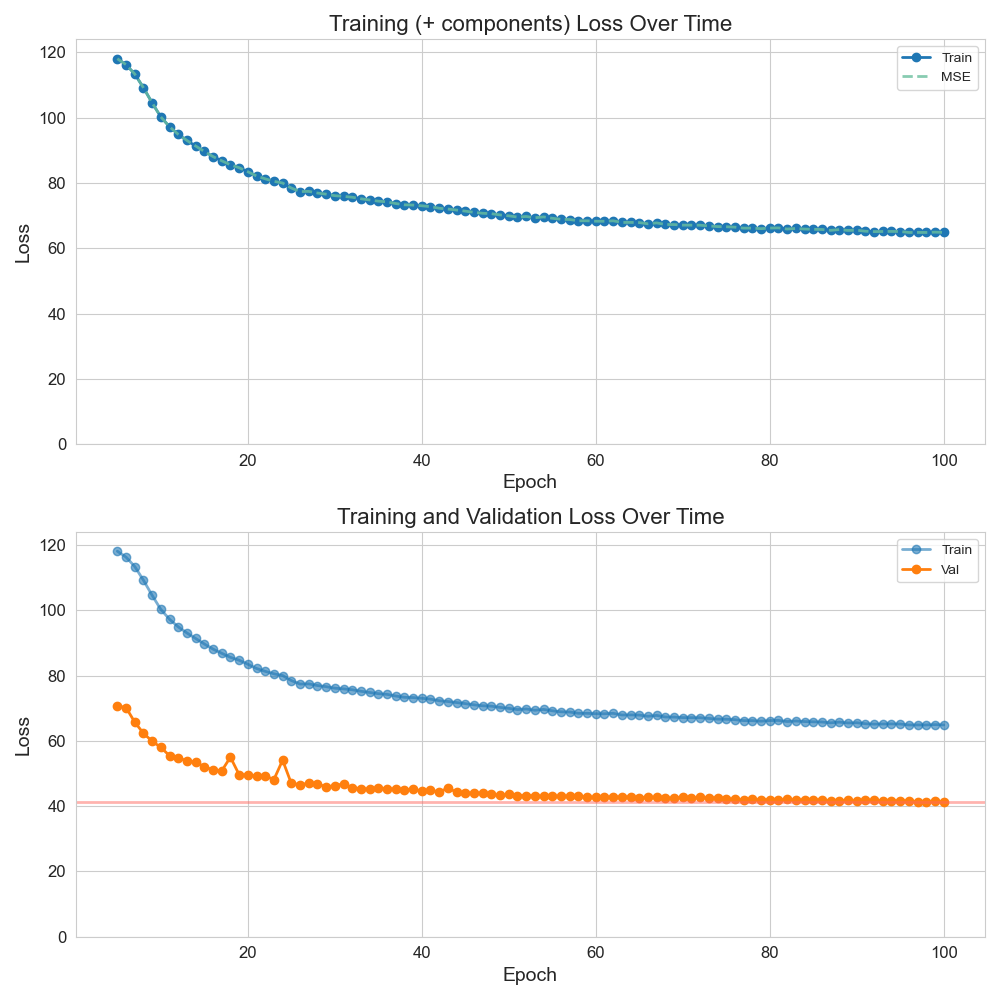 Training (+ components) Loss Over Time
120
100
80
60
40
20
0
Loss
Train
MSE
20 40 60 80 100
Epoch
Training and Validation Loss Over Time
120
100
80
60
40
20
0
Loss
Train
Val
20 40 60 80 100
Epoch